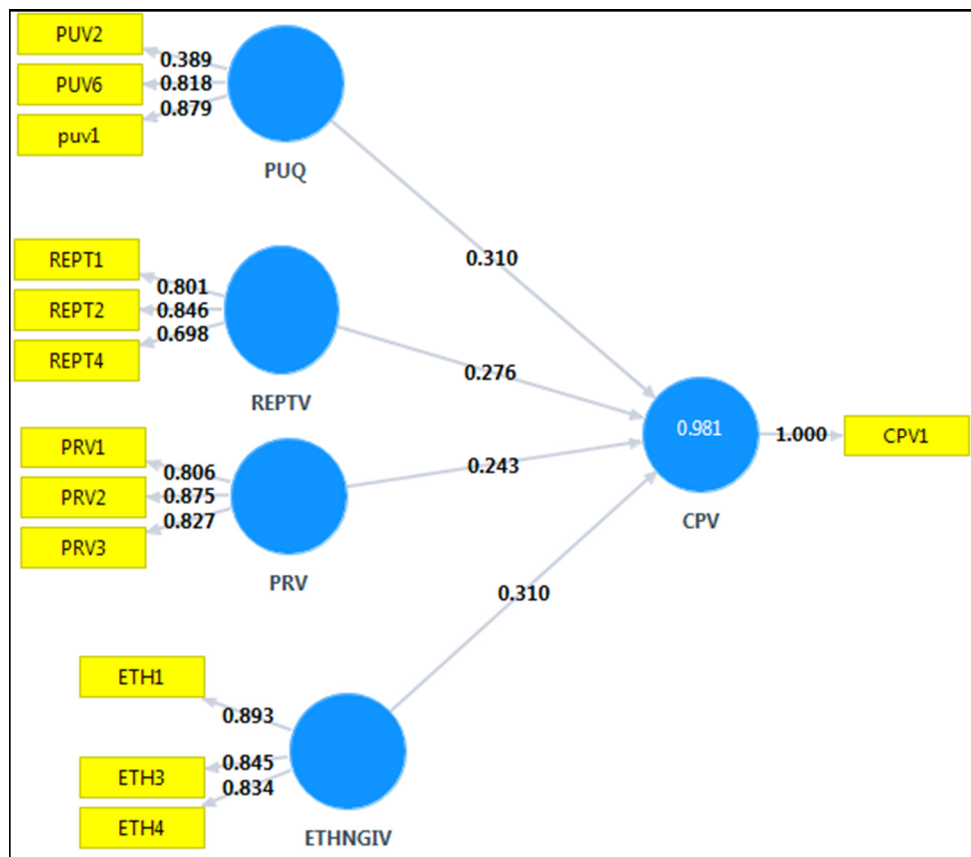 PUV2
0.389
PUV6
0.818
puv1
0.879
PUQ
0.310
REPT1
0.801
REPT2
0.846
REPT4
0.698
REPTV
0.276
PRV1
0.806
PRV2
0.875
PRV3
0.827
PRV
0.243
0.981
1.000
CPV1
CPV
0.310
ETH1
0.893
ETH3
0.845
ETH4
0.834
ETHNGIV